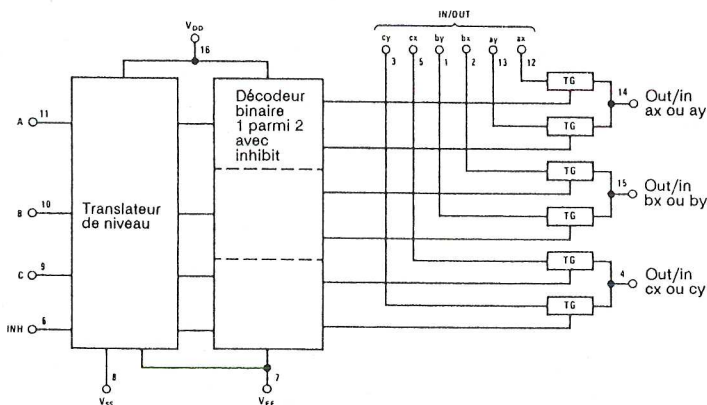 IN/OUT
cy cx by bx ay ax
3 5 1 2 13 12
VDD
16
A 11
B 10
C 9
INH 6
Translateur
de niveau
Décodeur
binaire
1 parmi 2
avec
inhibit
TG
TG
TG
TG
TG
TG
14 Out/in
ax ou ay
15 Out/in
bx ou by
4 Out/in
cx ou cy
8
VSS
7
VEE